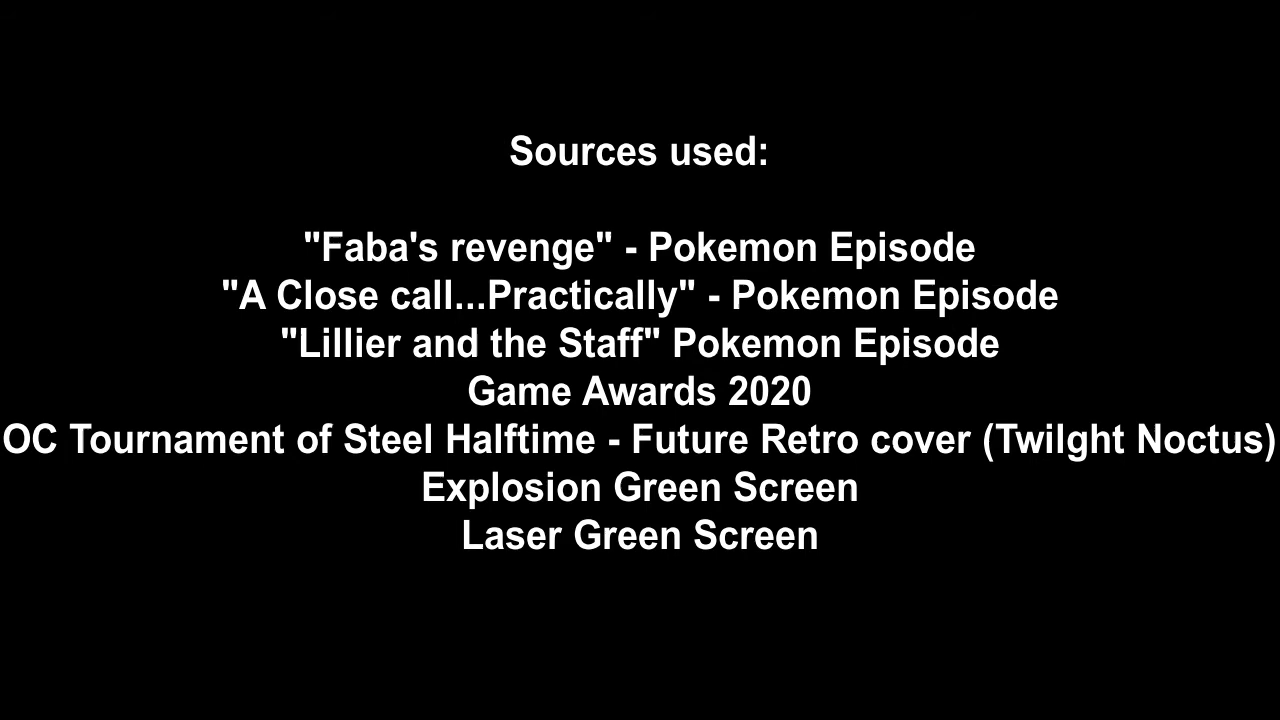 Sources used:
"Faba's revenge" - Pokemon Episode
"A Close call...Practically" - Pokemon Episode
"Lillier and the Staff" Pokemon Episode
Game Awards 2020
OC Tournament of Steel Halftime - Future Retro cover (Twilght Noctus)
Explosion Green Screen
Laser Green Screen